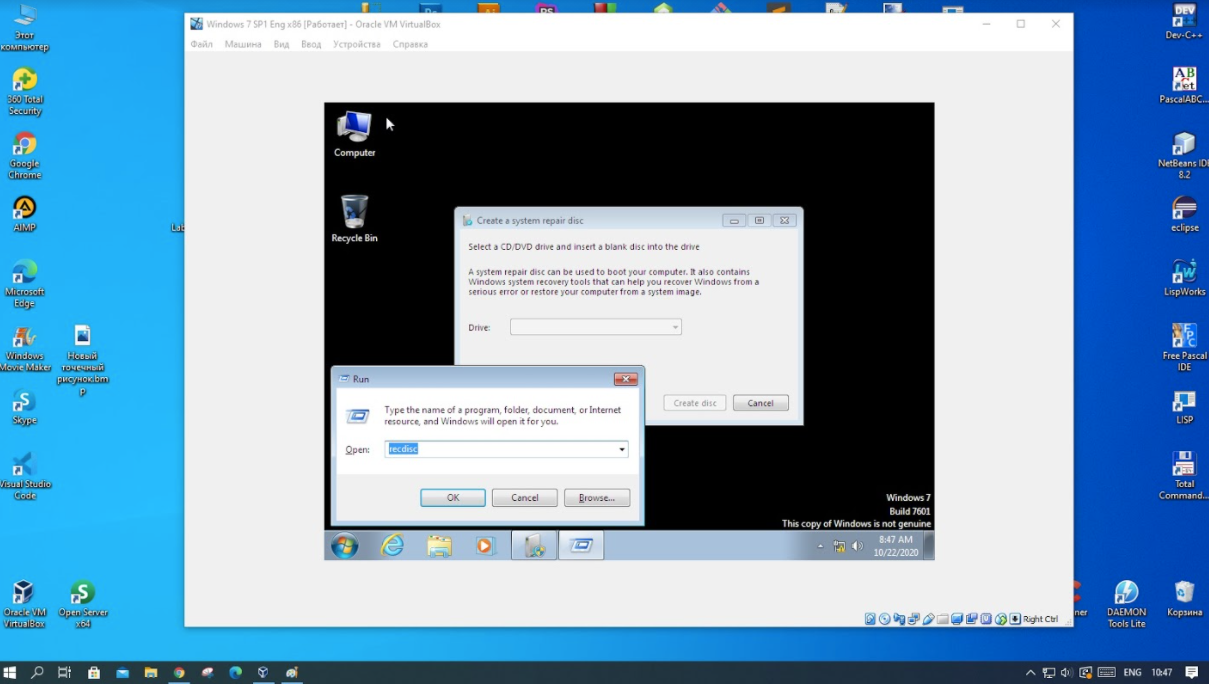 Windows 7 SP1 Eng x86 [Работает] - Oracle VM VirtualBox
Файл Машина Вид Ввод Устройства Справка
Этот
компьютер
360 Total
Security
Google
Chrome
AIMP
Microsoft
Edge
Windows
Movie Maker
Новый
точечный
рисунок.bm
p
Skype
Visual Studio
Code
Oracle VM
VirtualBox
Open Server
x64
Computer
Recycle Bin
Create a system repair disc
Select a CD/DVD drive and insert a blank disc into the drive
A system repair disc can be used to boot your computer. It also contains
Windows system recovery tools that can help you recover Windows from a
serious error or restore your computer from a system image.
Drive:
Create disc Cancel
Run
Type the name of a program, folder, document, or Internet
resource, and Windows will open it for you.
Open: recdisc
OK Cancel Browse...
Windows 7
Build 7601
This copy of Windows is not genuine
8:47 AM
10/22/2020
Right Ctrl
DEV
Dev-C++
PascalABC...
NetBeans ID
8.2
eclipse
LispWorks
Free Pascal
IDE
LISP
Total
Command...
DAEMON
Tools Lite
Корзина
ENG 10:47